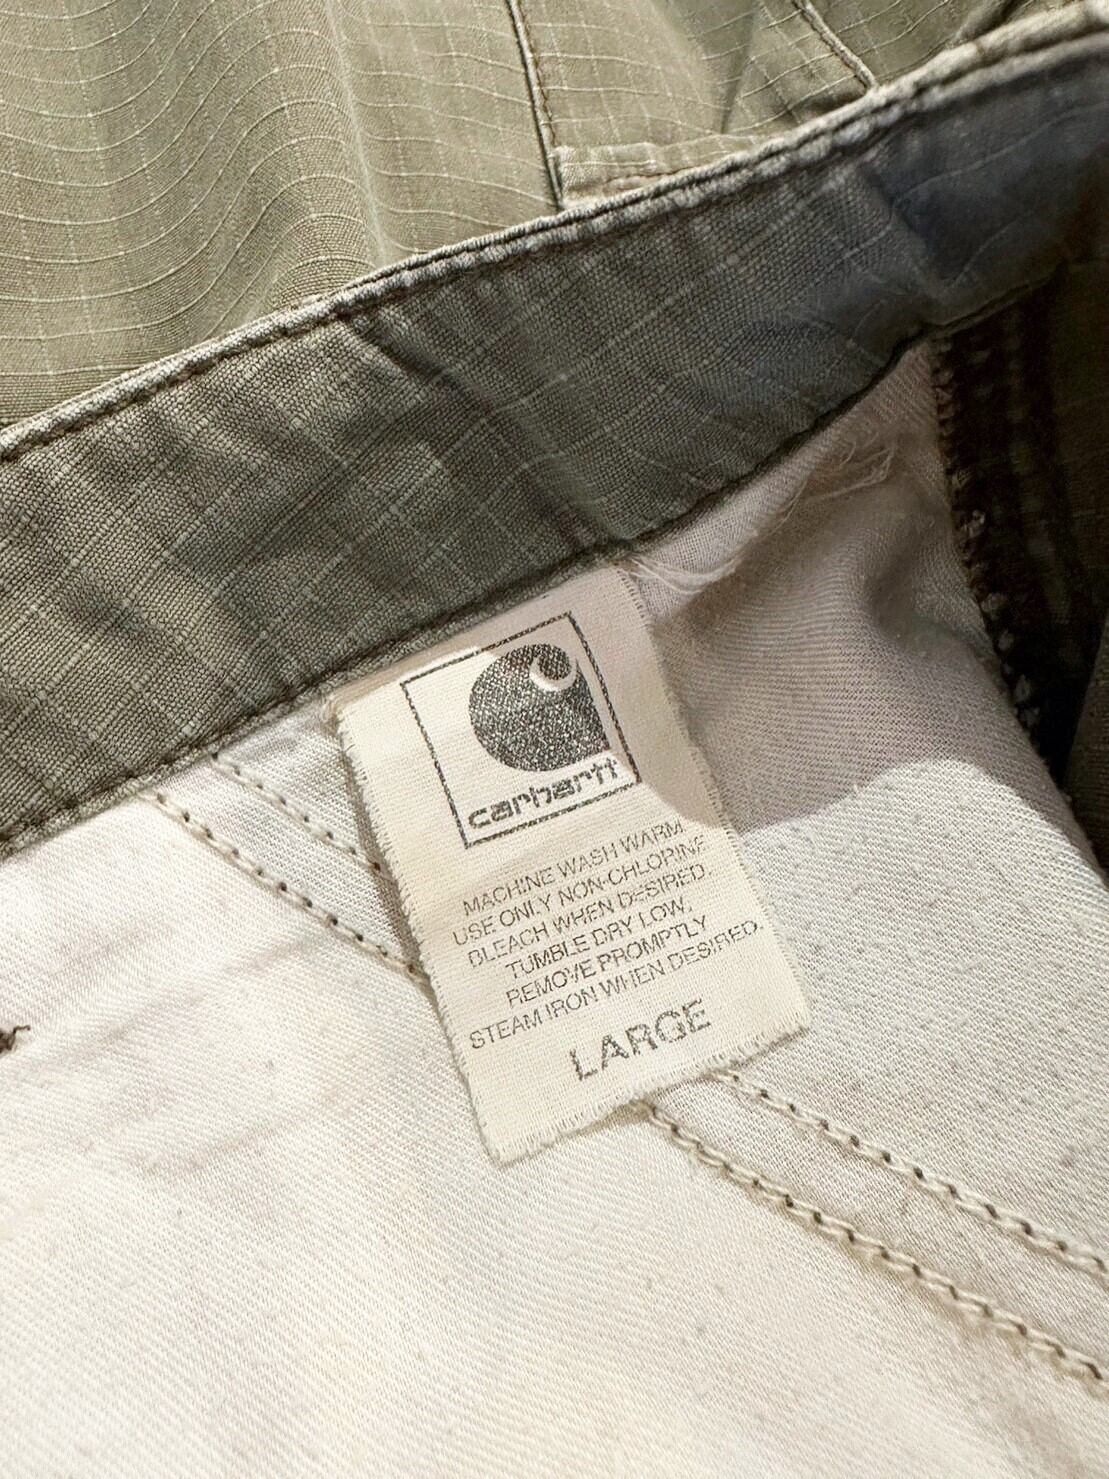 carhartt
MACHINE WASH WARM.
USE ONLY NON-CHLORINE
BLEACH WHEN DESIRED.
TUMBLE DRY LOW,
REMOVE PROMPTLY
STEAM IRON WHEN DESIRED.
LARGE